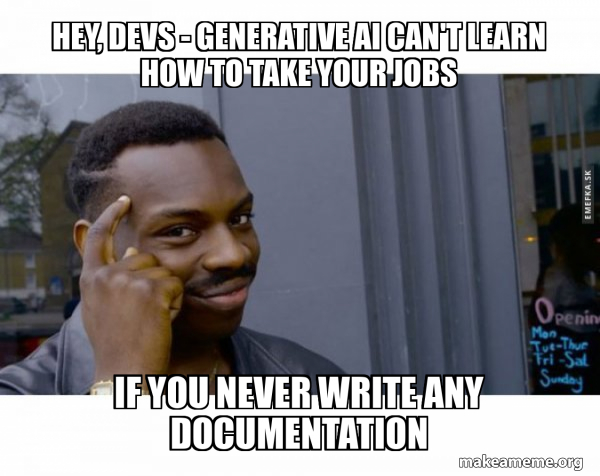 HEY, DEVS - GENERATIVE AI CAN'T LEARN
HOW TO TAKE YOUR JOBS
EMEFKA.SK
Openin
Mon
Tue-Thur
Fri-Sat
Sunday
IF YOU NEVER WRITE ANY
DOCUMENTATION
makeameme.org